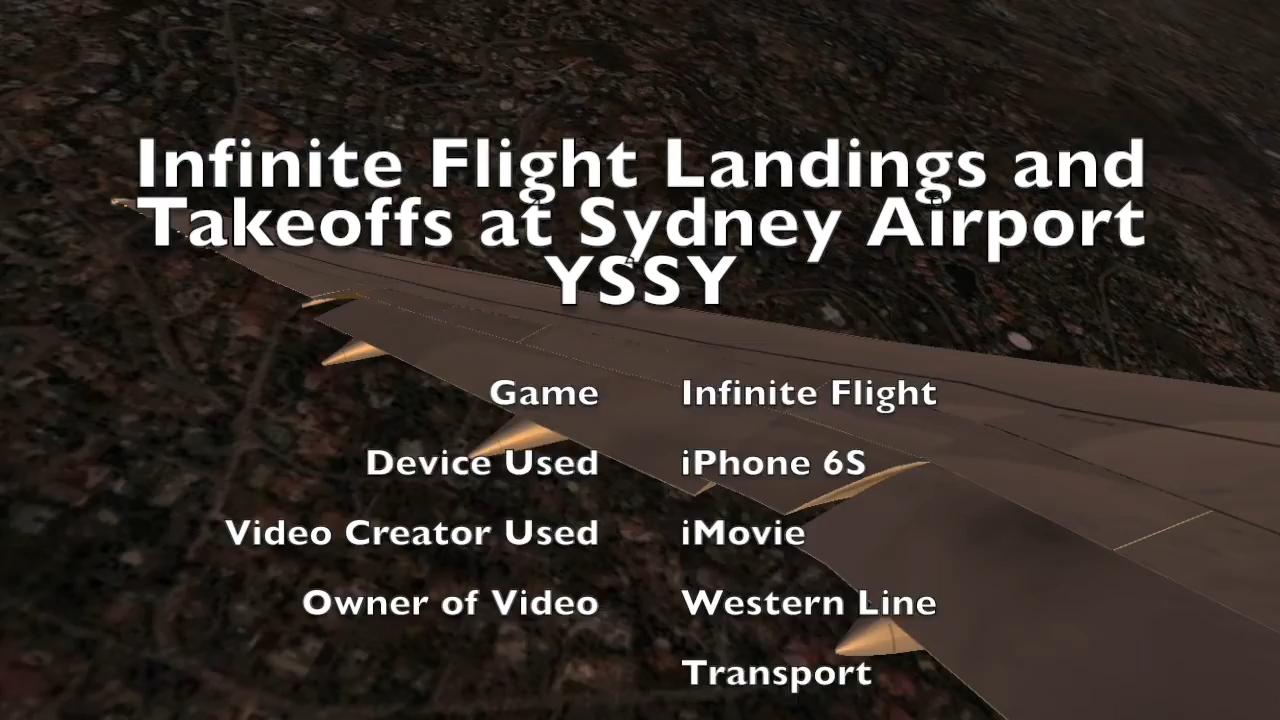 Infinite Flight Landings and
Takeoffs at Sydney Airport
YSSY
Game Infinite Flight
Device Used iPhone 6S
Video Creator Used iMovie
Owner of Video Western Line
Transport